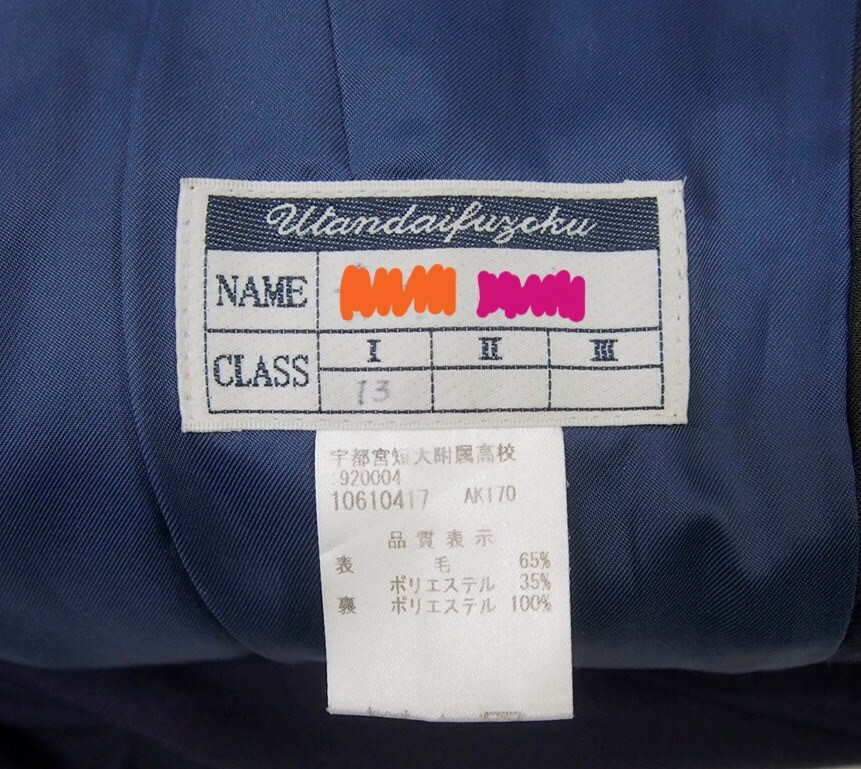 Utandaifuzoku
NAME
CLASS I II III
13
宇都宮短大附属高校
:920004
10610417 AK170
品質表示
表 毛 65%
ポリエステル 35%
裏 ポリエステル 100%